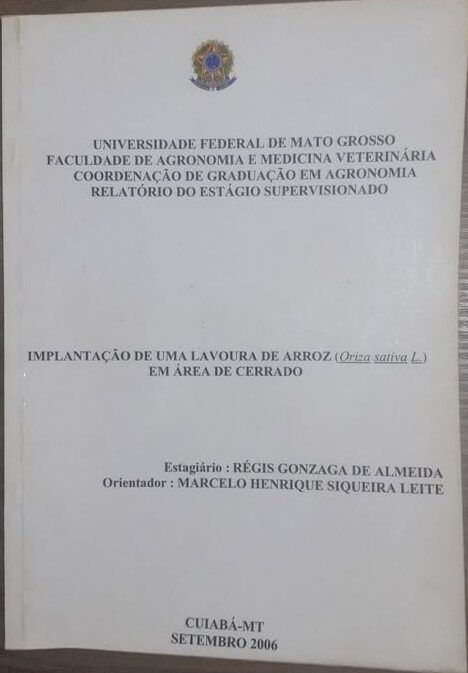 UNIVERSIDADE FEDERAL DE MATO GROSSO
FACULDADE DE AGRONOMIA E MEDICINA VETERINÁRIA
COORDENAÇÃO DE GRADUAÇÃO EM AGRONOMIA
RELATÓRIO DO ESTÁGIO SUPERVISIONADO
IMPLANTAÇÃO DE UMA LAVOURA DE ARROZ (Oriza sativa L.)
EM ÁREA DE CERRADO
Estagiário : RÉGIS GONZAGA DE ALMEIDA
Orientador : MARCELO HENRIQUE SIQUEIRA LEITE
CUIABÁ-MT
SETEMBRO 2006